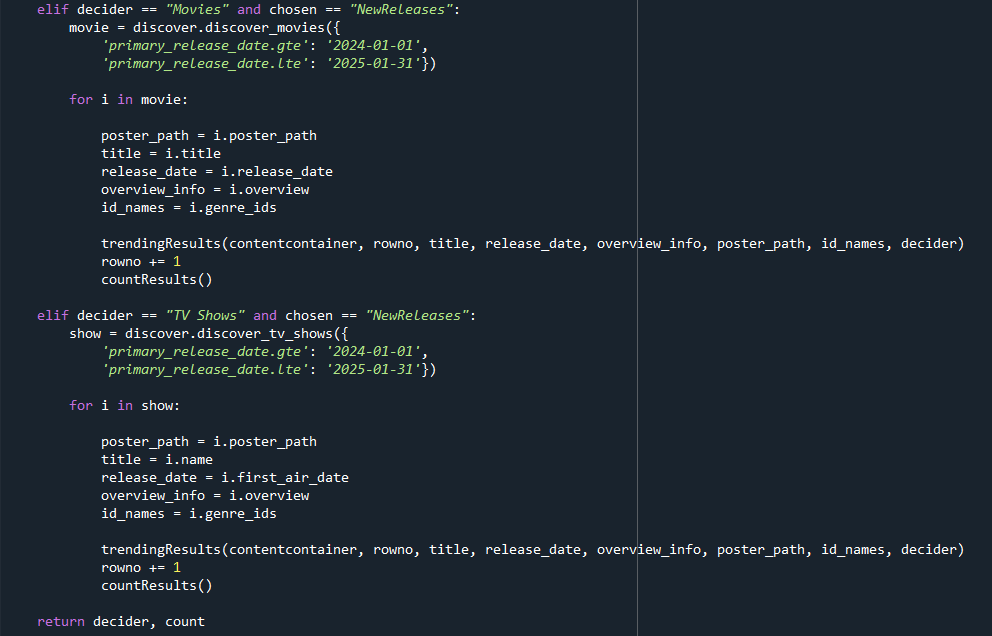 elif decider == "Movies" and chosen == "NewReleases":
movie = discover.discover_movies({
'primary_release_date.gte': '2024-01-01',
'primary_release_date.lte': '2025-01-31'})
for i in movie:
poster_path = i.poster_path
title = i.title
release_date = i.release_date
overview_info = i.overview
id_names = i.genre_ids
trendingResults(contentcontainer, rowno, title, release_date, overview_info, poster_path, id_names, decider)
rowno += 1
countResults()
elif decider == "TV Shows" and chosen == "NewReleases":
show = discover.discover_tv_shows({
'primary_release_date.gte': '2024-01-01',
'primary_release_date.lte': '2025-01-31'})
for i in show:
poster_path = i.poster_path
title = i.name
release_date = i.first_air_date
overview_info = i.overview
id_names = i.genre_ids
trendingResults(contentcontainer, rowno, title, release_date, overview_info, poster_path, id_names, decider)
rowno += 1
countResults()
return decider, count